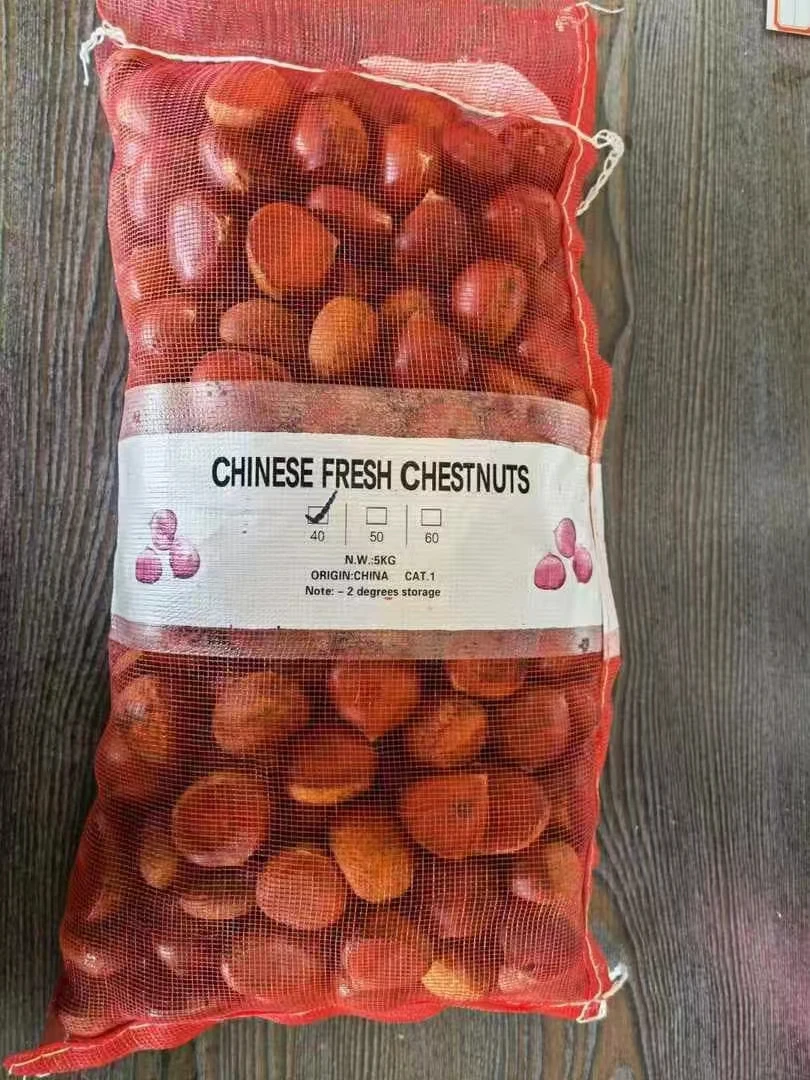 CHINESE FRESH CHESTNUTS
40 50 60
N.W.:5KG
ORIGIN:CHINA CAT.1
Note: – 2 degrees storage